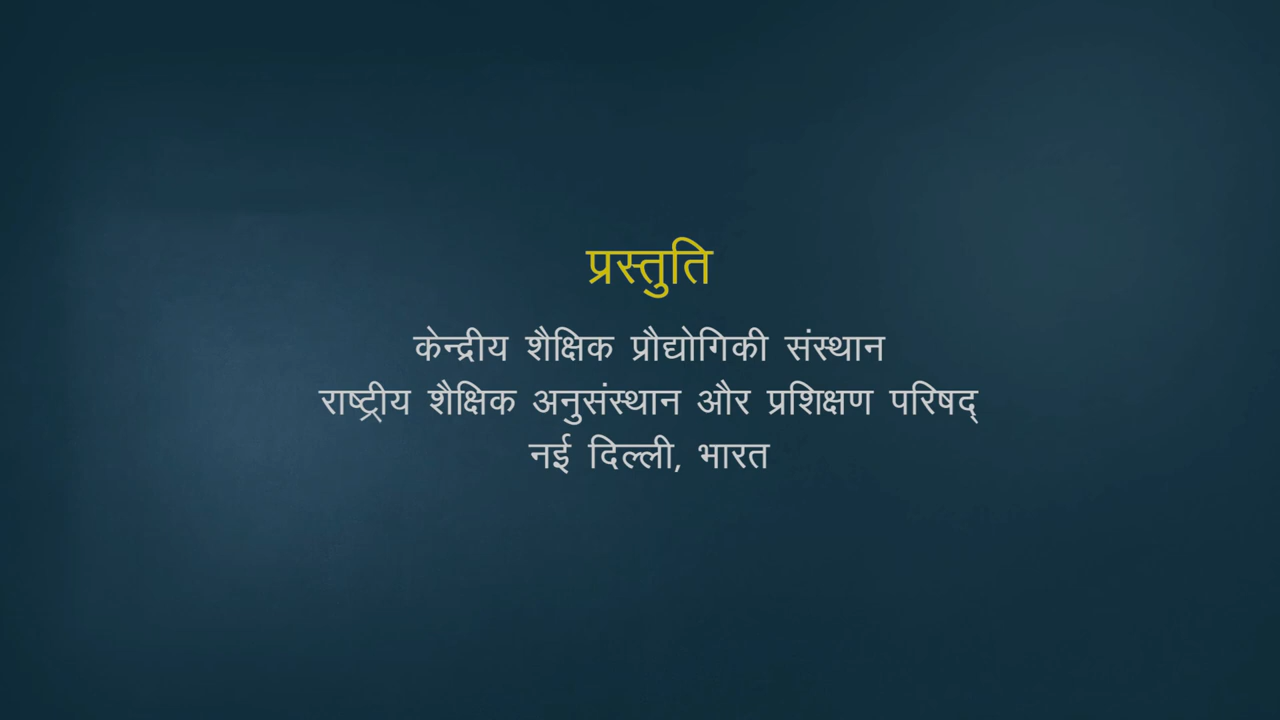 प्रस्तुति
केन्द्रीय शैक्षिक प्रौद्योगिकी संस्थान
राष्ट्रीय शैक्षिक अनुसंस्थान और प्रशिक्षण परिषद्
नई दिल्ली, भारत